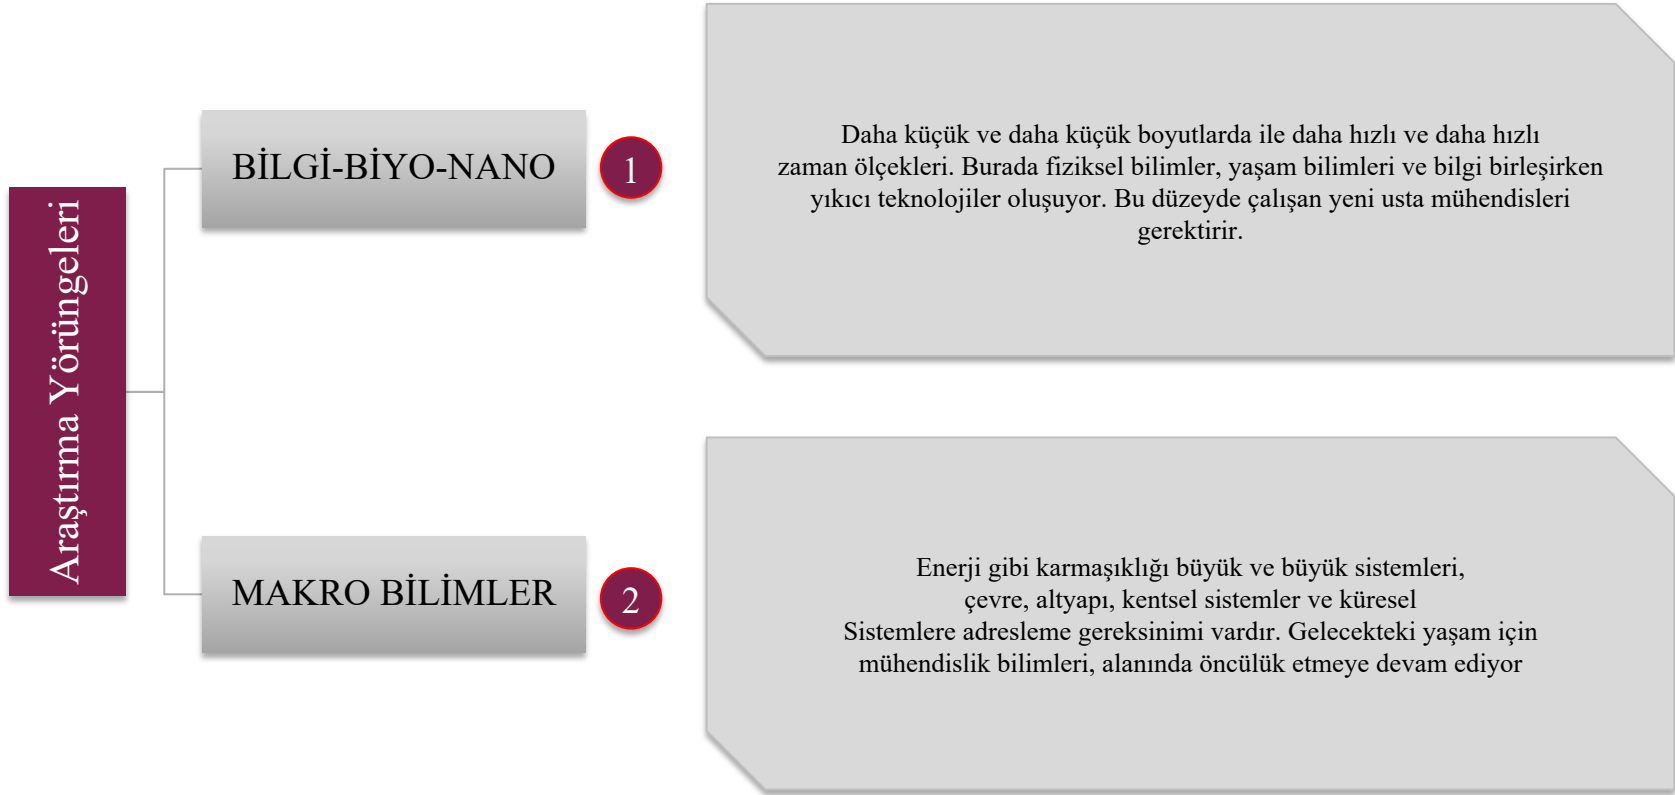 Araştırma Yörüngeleri
BİLGİ-BİYO-NANO
1
Daha küçük ve daha küçük boyutlarda ile daha hızlı ve daha hızlı
zaman ölçekleri. Burada fiziksel bilimler, yaşam bilimleri ve bilgi birleşirken
yıkıcı teknolojiler oluşuyor. Bu düzeyde çalışan yeni usta mühendisleri
gerektirir.
MAKRO BİLİMLER
2
Enerji gibi karmaşıklığı büyük ve büyük sistemleri,
çevre, altyapı, kentsel sistemler ve küresel
Sistemlere adresleme gereksinimi vardır. Gelecekteki yaşam için
mühendislik bilimleri, alanında öncülük etmeye devam ediyor